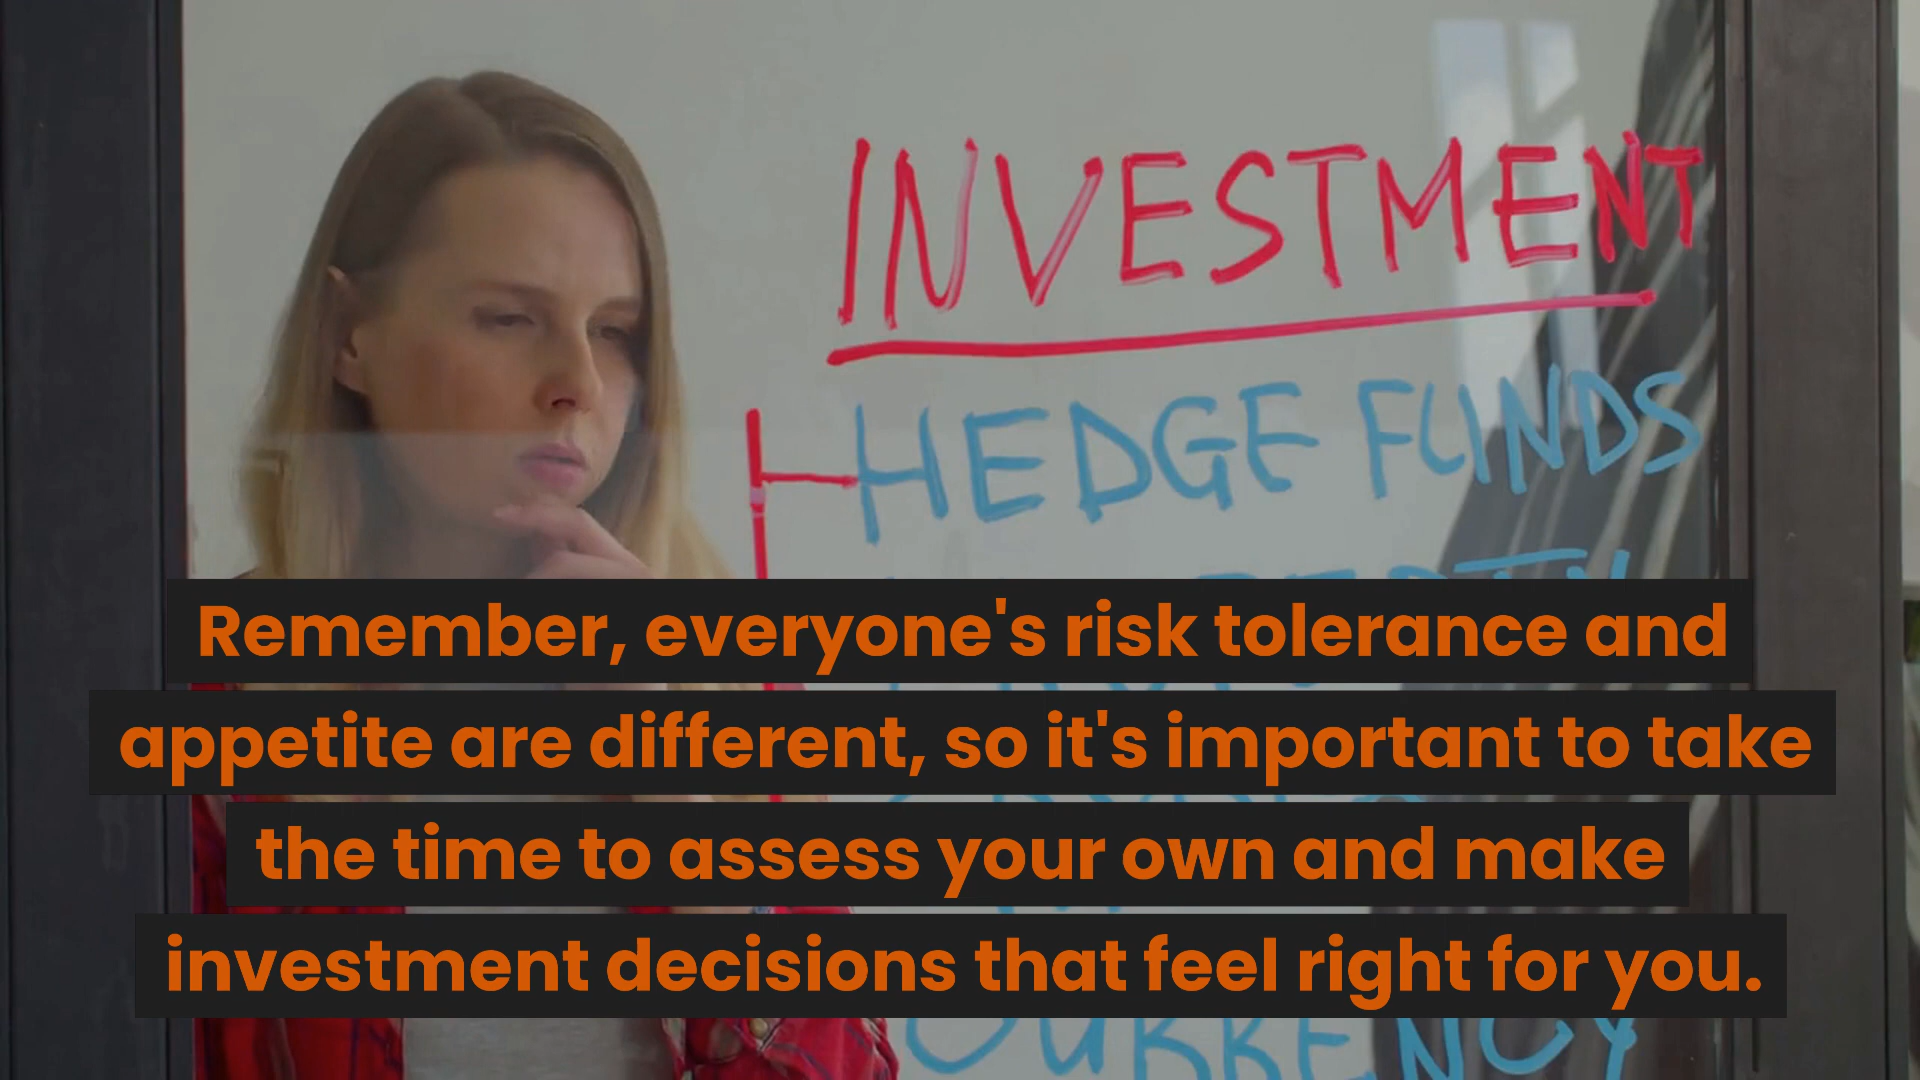 INVESTMENT
HEDGE FUNDS
Remember, everyone's risk tolerance and
appetite are different, so it's important to take
the time to assess your own and make
investment decisions that feel right for you.
CURRENCY